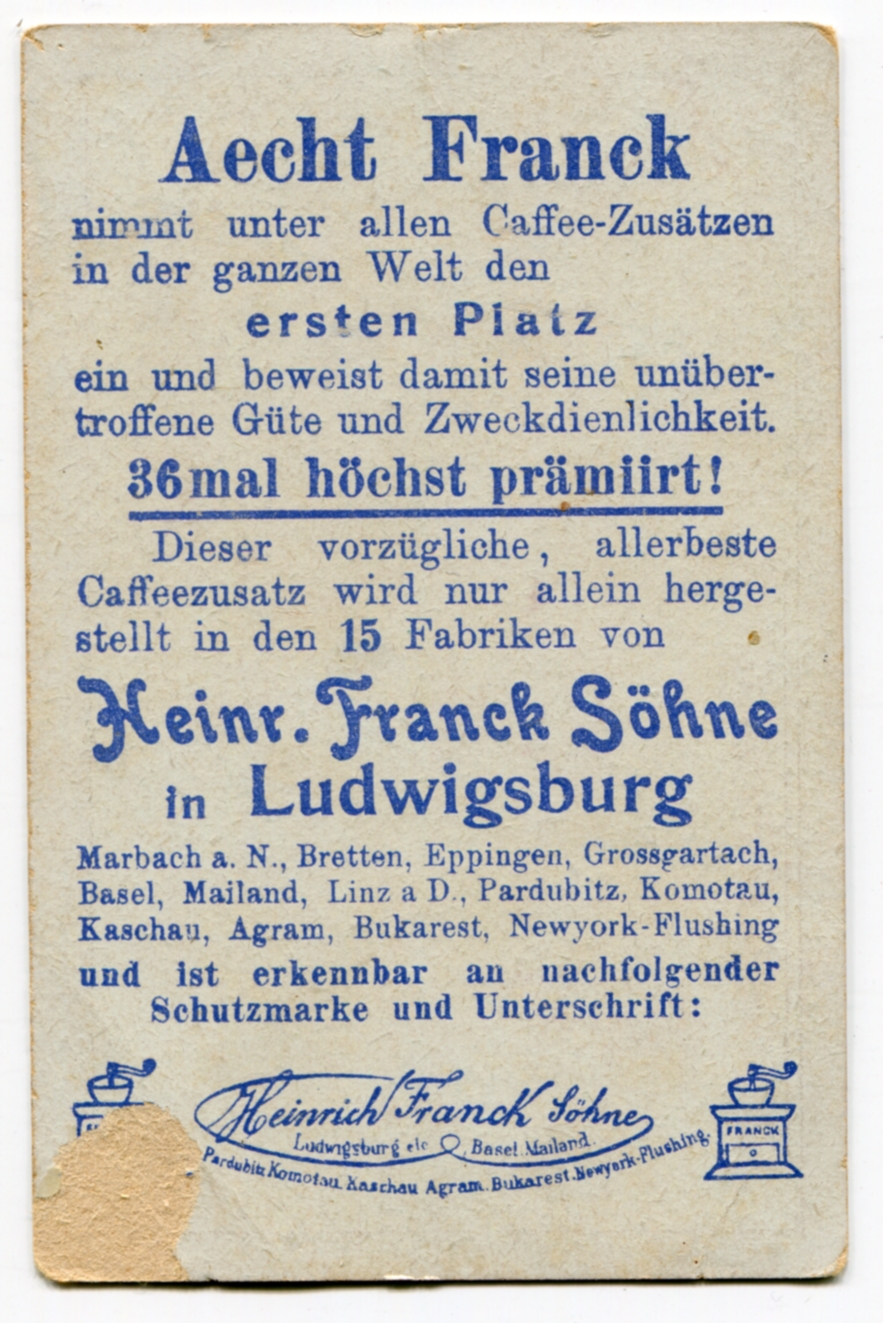 Aecht Franck
nimmt unter allen Caffee-Zusätzen
in der ganzen Welt den
ersten Platz
ein und beweist damit seine unüber-
troffene Güte und Zweckdienlichkeit.
36mal höchst prämiirt!
Dieser vorzügliche, allerbeste
Caffeezusatz wird nur allein herge-
stellt in den 15 Fabriken von
Heinr. Franck Söhne
in Ludwigsburg
Marbach a. N., Bretten, Eppingen, Grossgartach,
Basel, Mailand, Linz a D., Pardubitz, Komotau,
Kaschau, Agram, Bukarest, Newyork-Flushing
und ist erkennbar an nachfolgender
Schutzmarke und Unterschrift:
Heinrich Franck Söhne
Ludwigsburg etc Basel. Mailand.
Pardubitz Komotau. Kaschau Agram. Bukarest. Newyork-Flushing.
FRANCK